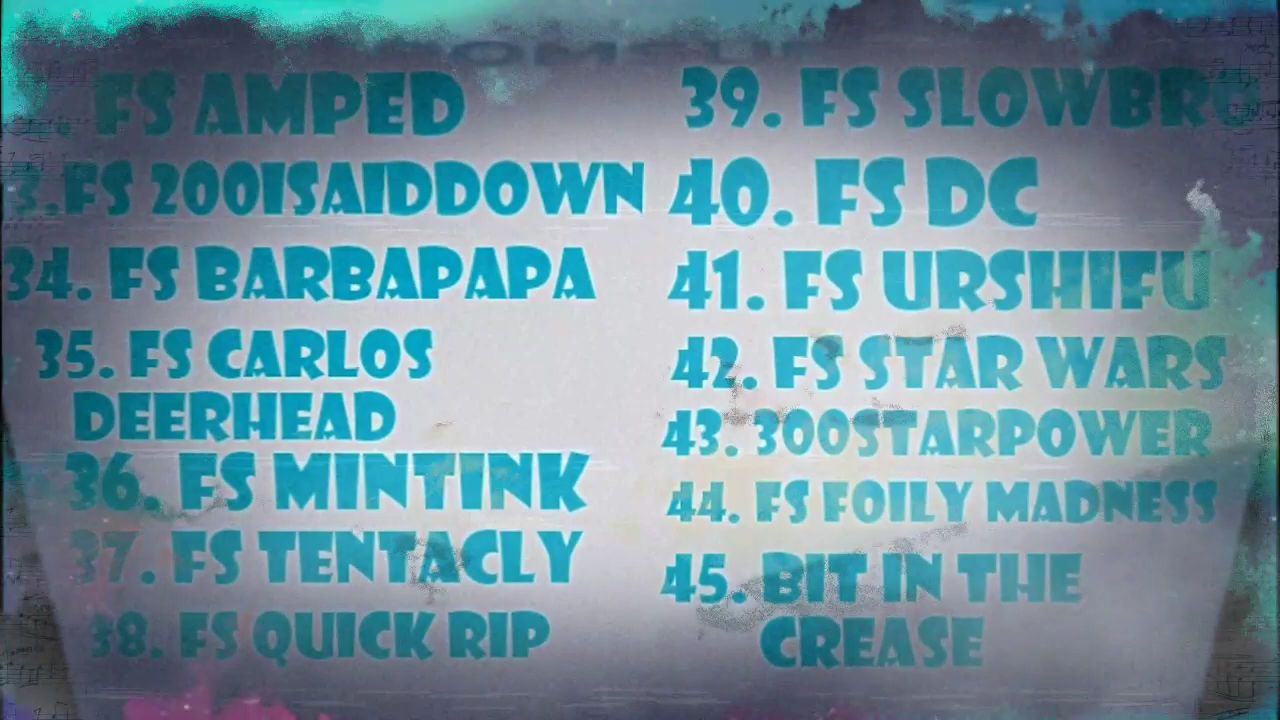 FS AMPED
3. FS 200ISAIDDOWN
34. FS BARBAPAPA
35. FS CARLOS
DEERHEAD
36. FS MINTINK
37. FS TENTACLY
38. FS QUICK RIP
39. FS SLOWBRO
40. FS DC
41. FS URSHIFU
42. FS STAR WARS
43. 300STARPOWER
44. FS FOILY MADNESS
45. BIT IN THE
CREASE